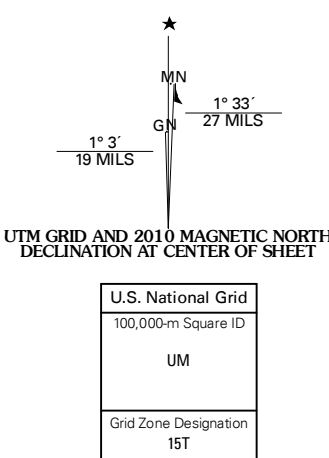 MN
1° 33´
27 MILS
GN
1° 3´
19 MILS
UTM GRID AND 2010 MAGNETIC NORTH
DECLINATION AT CENTER OF SHEET
U.S. National Grid
100,000-m Square ID
UM
Grid Zone Designation
15T